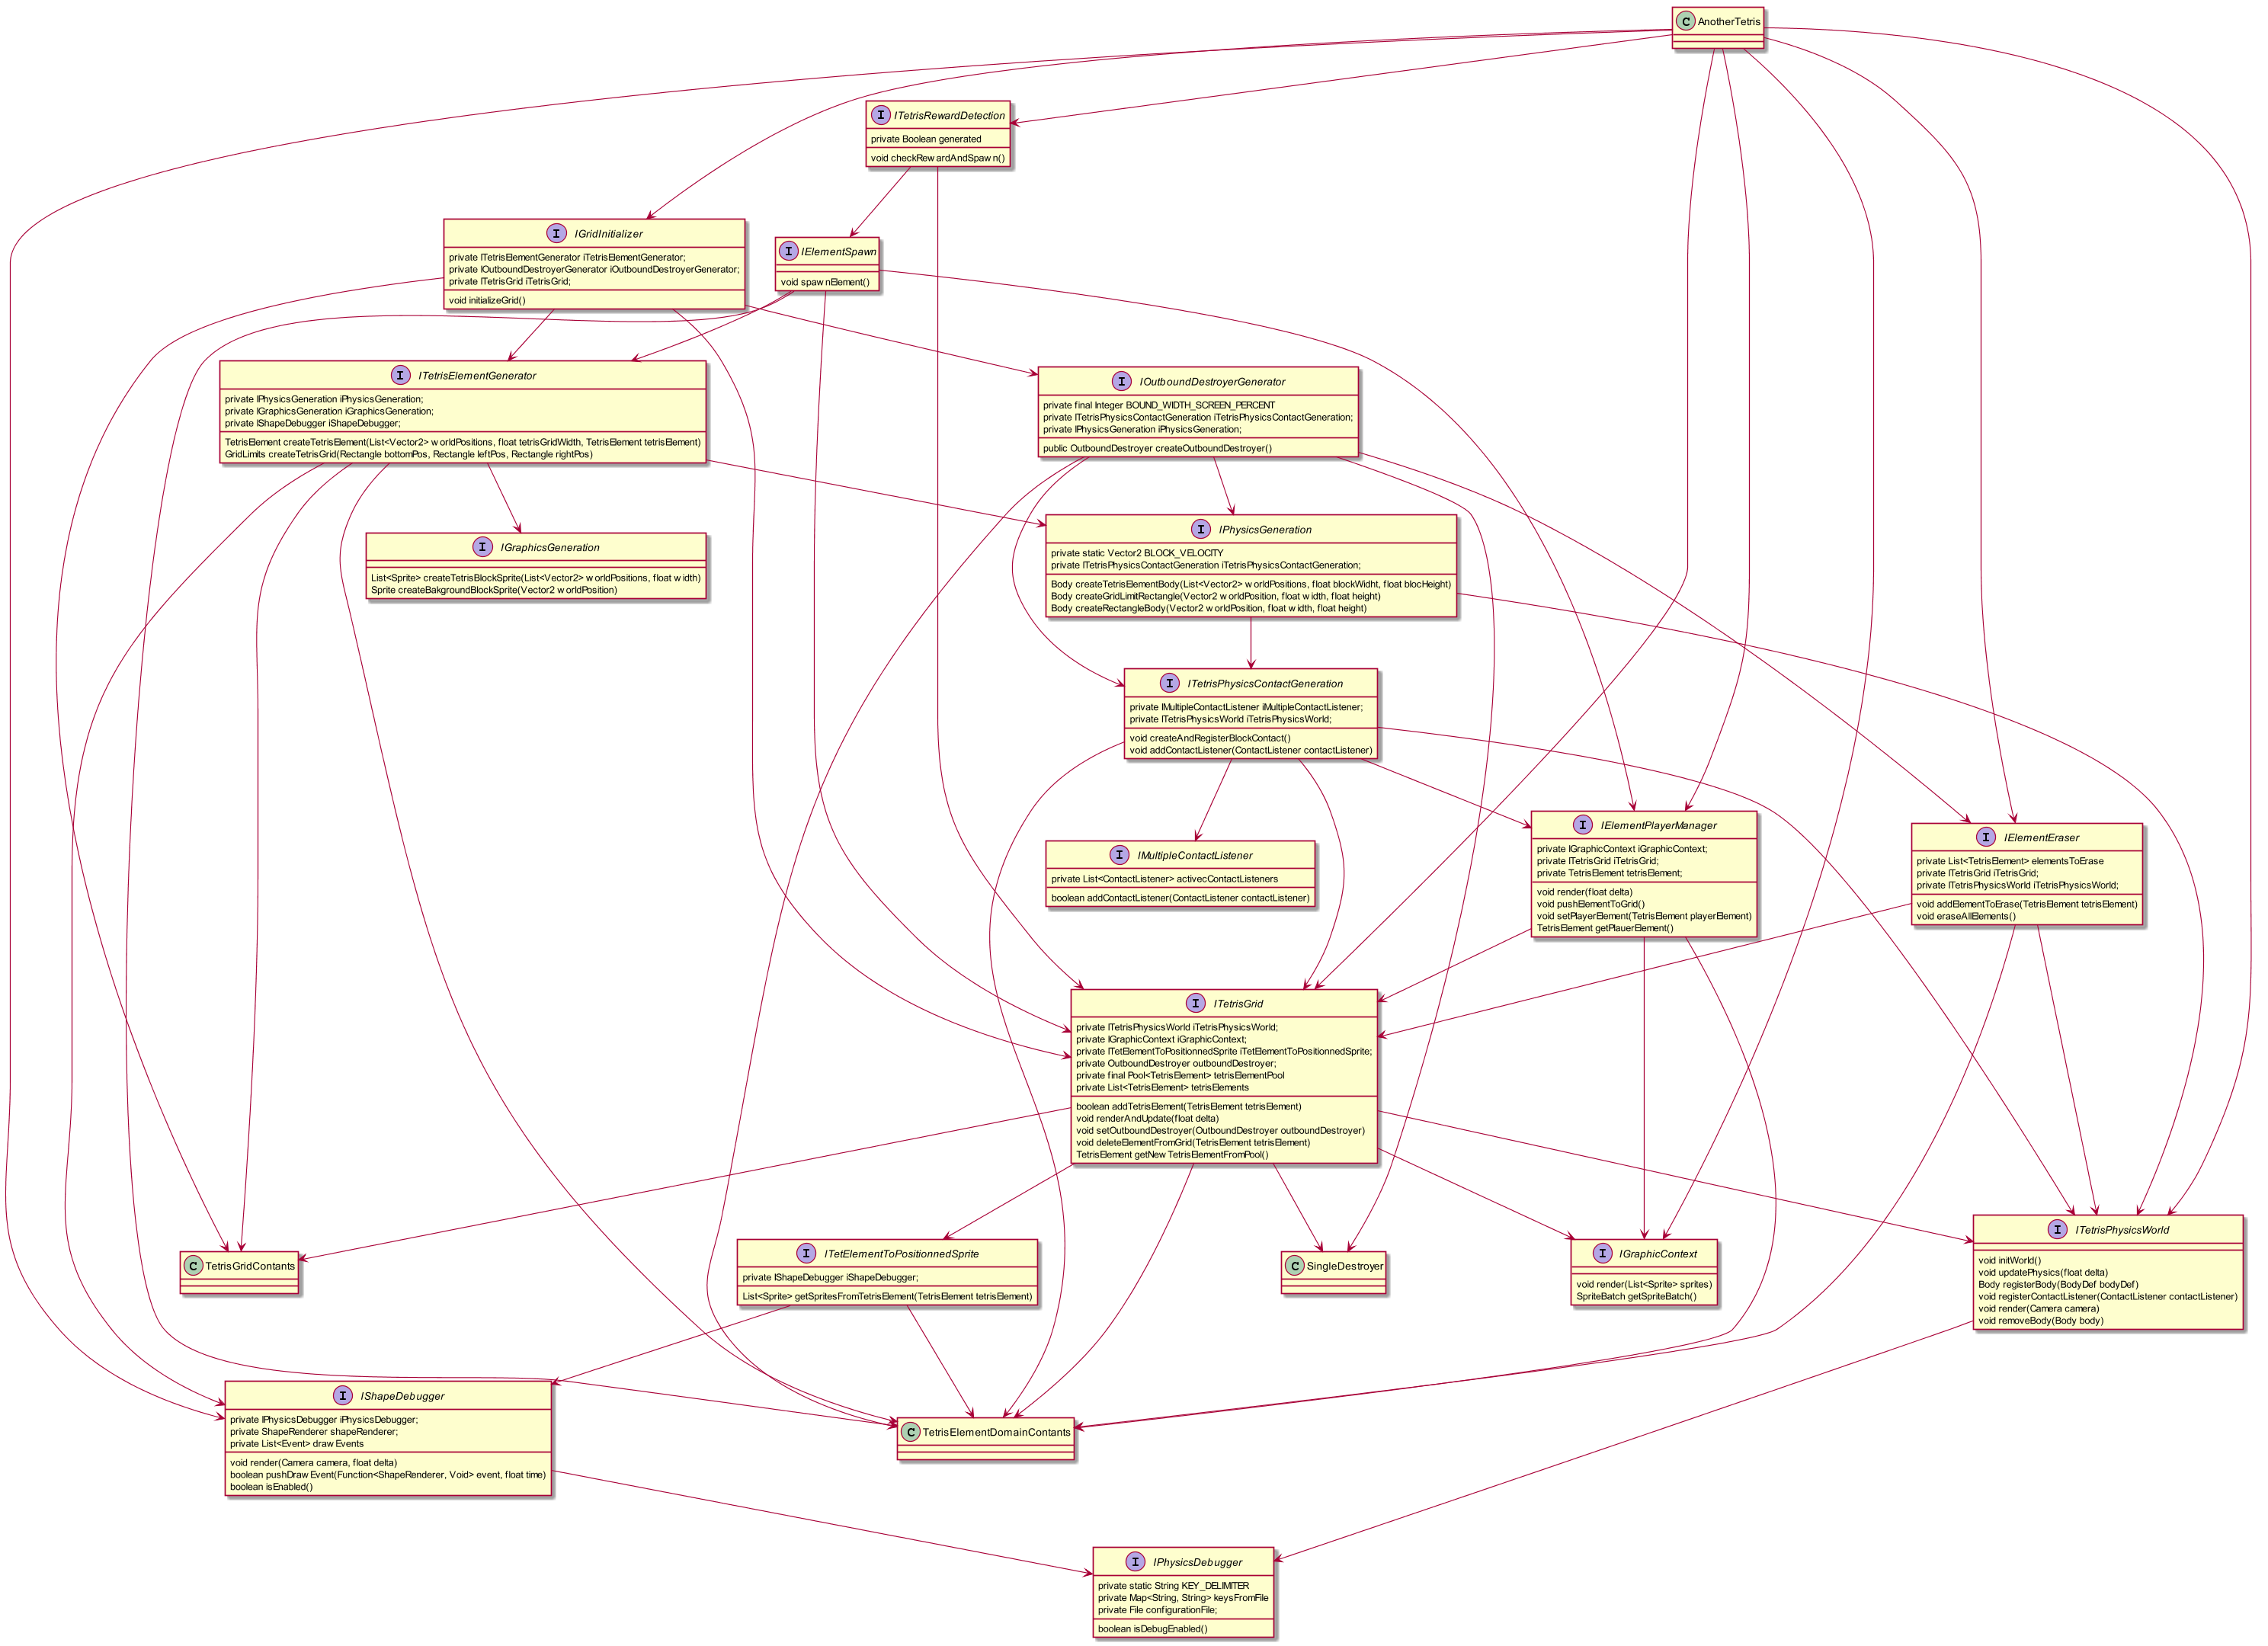 C AnotherTetris
I ITetrisRewardDetection
private Boolean generated
void checkRewardAndSpawn()
I IGridInitializer
private ITetrisElementGenerator iTetrisElementGenerator;
private IOutboundDestroyerGenerator iOutboundDestroyerGenerator;
private ITetrisGrid iTetrisGrid;
void initializeGrid()
I IElementSpawn
void spawnElement()
I ITetrisElementGenerator
private IPhysicsGeneration iPhysicsGeneration;
private IGraphicsGeneration iGraphicsGeneration;
private IShapeDebugger iShapeDebugger;
TetrisElement createTetrisElement(List<Vector2> worldPositions, float tetrisGridWidth, TetrisElement tetrisElement)
GridLimits createTetrisGrid(Rectangle bottomPos, Rectangle leftPos, Rectangle rightPos)
I IOutboundDestroyerGenerator
private final Integer BOUND_WIDTH_SCREEN_PERCENT
private ITetrisPhysicsContactGeneration iTetrisPhysicsContactGeneration;
private IPhysicsGeneration iPhysicsGeneration;
public OutboundDestroyer createOutboundDestroyer()
I IGraphicsGeneration
List<Sprite> createTetrisBlockSprite(List<Vector2> worldPositions, float width)
Sprite createBakgroundBlockSprite(Vector2 worldPosition)
I IPhysicsGeneration
private static Vector2 BLOCK_VELOCITY
private ITetrisPhysicsContactGeneration iTetrisPhysicsContactGeneration;
Body createTetrisElementBody(List<Vector2> worldPositions, float blockWidht, float blocHeight)
Body createGridLimitRectangle(Vector2 worldPosition, float width, float height)
Body createRectangleBody(Vector2 worldPosition, float width, float height)
I ITetrisPhysicsContactGeneration
private IMultipleContactListener iMultipleContactListener;
private ITetrisPhysicsWorld iTetrisPhysicsWorld;
void createAndRegisterBlockContact()
void addContactListener(ContactListener contactListener)
I IMultipleContactListener
private List<ContactListener> activecContactListeners
boolean addContactListener(ContactListener contactListener)
I IElementPlayerManager
private IGraphicContext iGraphicContext;
private ITetrisGrid iTetrisGrid;
private TetrisElement tetrisElement;
void render(float delta)
void pushElementToGrid()
void setPlayerElement(TetrisElement playerElement)
TetrisElement getPlauerElement()
I IElementEraser
private List<TetrisElement> elementsToErase
private ITetrisGrid iTetrisGrid;
private ITetrisPhysicsWorld iTetrisPhysicsWorld;
void addElementToErase(TetrisElement tetrisElement)
void eraseAllElements()
I ITetrisGrid
private ITetrisPhysicsWorld iTetrisPhysicsWorld;
private IGraphicContext iGraphicContext;
private ITetElementToPositionnedSprite iTetElementToPositionnedSprite;
private OutboundDestroyer outboundDestroyer;
private final Pool<TetrisElement> tetrisElementPool
private List<TetrisElement> tetrisElements
boolean addTetrisElement(TetrisElement tetrisElement)
void renderAndUpdate(float delta)
void setOutboundDestroyer(OutboundDestroyer outboundDestroyer)
void deleteElementFromGrid(TetrisElement tetrisElement)
TetrisElement getNewTetrisElementFromPool()
C TetrisGridContants
I ITetElementToPositionnedSprite
private IShapeDebugger iShapeDebugger;
List<Sprite> getSpritesFromTetrisElement(TetrisElement tetrisElement)
C SingleDestroyer
I IGraphicContext
void render(List<Sprite> sprites)
SpriteBatch getSpriteBatch()
I ITetrisPhysicsWorld
void initWorld()
void updatePhysics(float delta)
Body registerBody(BodyDef bodyDef)
void registerContactListener(ContactListener contactListener)
void render(Camera camera)
void removeBody(Body body)
I IShapeDebugger
private IPhysicsDebugger iPhysicsDebugger;
private ShapeRenderer shapeRenderer;
private List<Event> drawEvents
void render(Camera camera, float delta)
boolean pushDrawEvent(Function<ShapeRenderer, Void> event, float time)
boolean isEnabled()
C TetrisElementDomainContants
I IPhysicsDebugger
private static String KEY_DELIMITER
private Map<String, String> keysFromFile
private File configurationFile;
boolean isDebugEnabled()